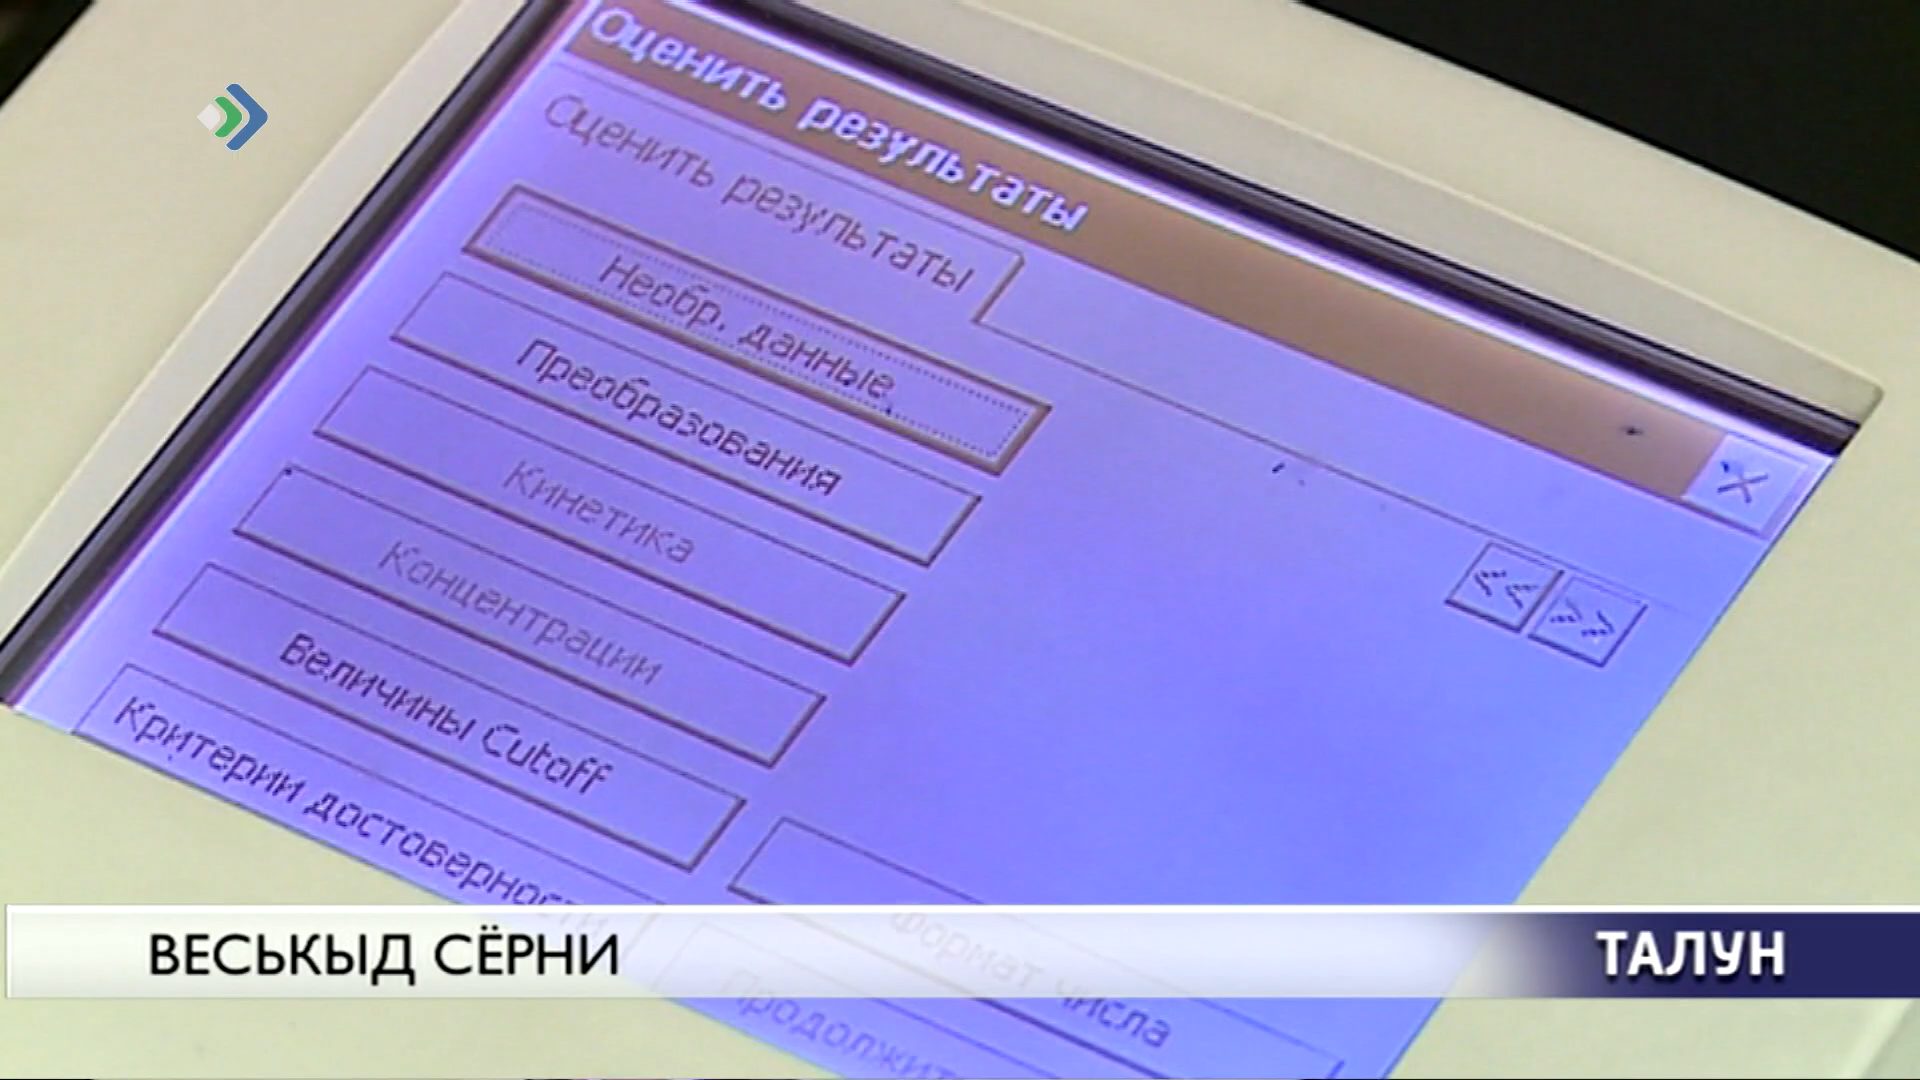 Оценить результаты
Оценить результаты
Необр. данные
Преобразования
Кинетика
Концентрации
Величины Cutoff
Критерии достоверности
Формат числа
ВЕСЬКЫД СЁРНИ
ТАЛУН